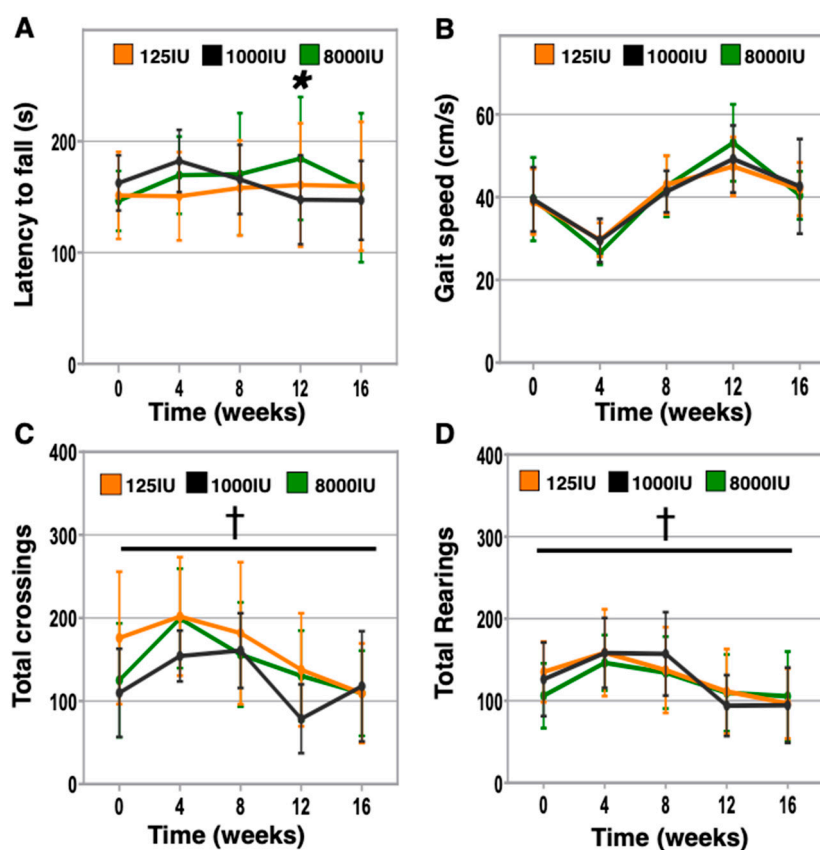 A
125IU 1000IU 8000IU
*
Latency to fall (s)
200
100
0
0 4 8 12 16
Time (weeks)
B
125IU 1000IU 8000IU
Gait speed (cm/s)
60
40
20
0
0 4 8 12 16
Time (weeks)
C
400
125IU 1000IU 8000IU
†
300
Total crossings
200
100
0
0 4 8 12 16
Time (weeks)
D
400
125IU 1000IU 8000IU
†
300
Total Rearings
200
100
0
0 4 8 12 16
Time (weeks)